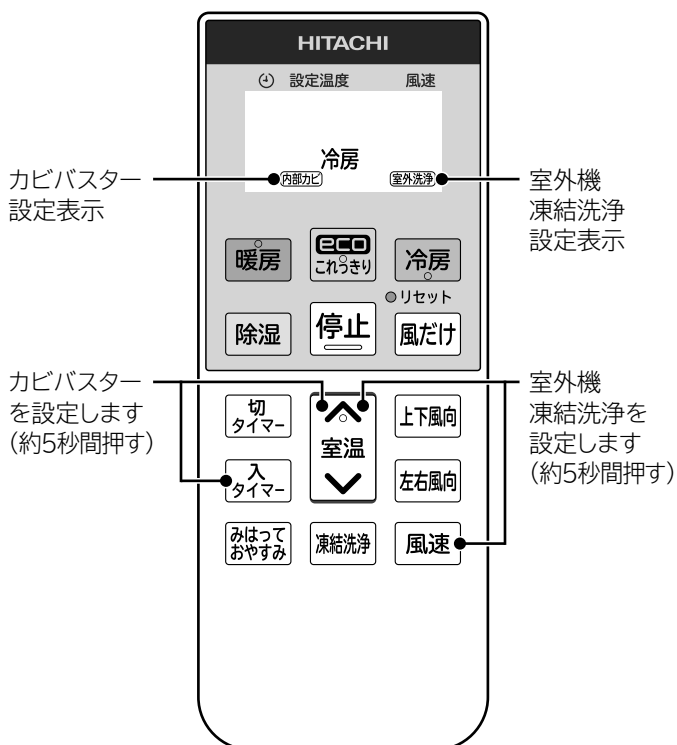 HITACHI
設定温度 風速
冷房
内部カビ 室外洗浄
カビバスター
設定表示
室外機
凍結洗浄
設定表示
暖房
eco
これっきり
冷房
リセット
除湿
停止
風だけ
カビバスター
を設定します
(約5秒間押す)
室外機
凍結洗浄を
設定します
(約5秒間押す)
切
タイマー
室温
上下風向
入
タイマー
左右風向
みはって
おやすみ
凍結洗浄
風速